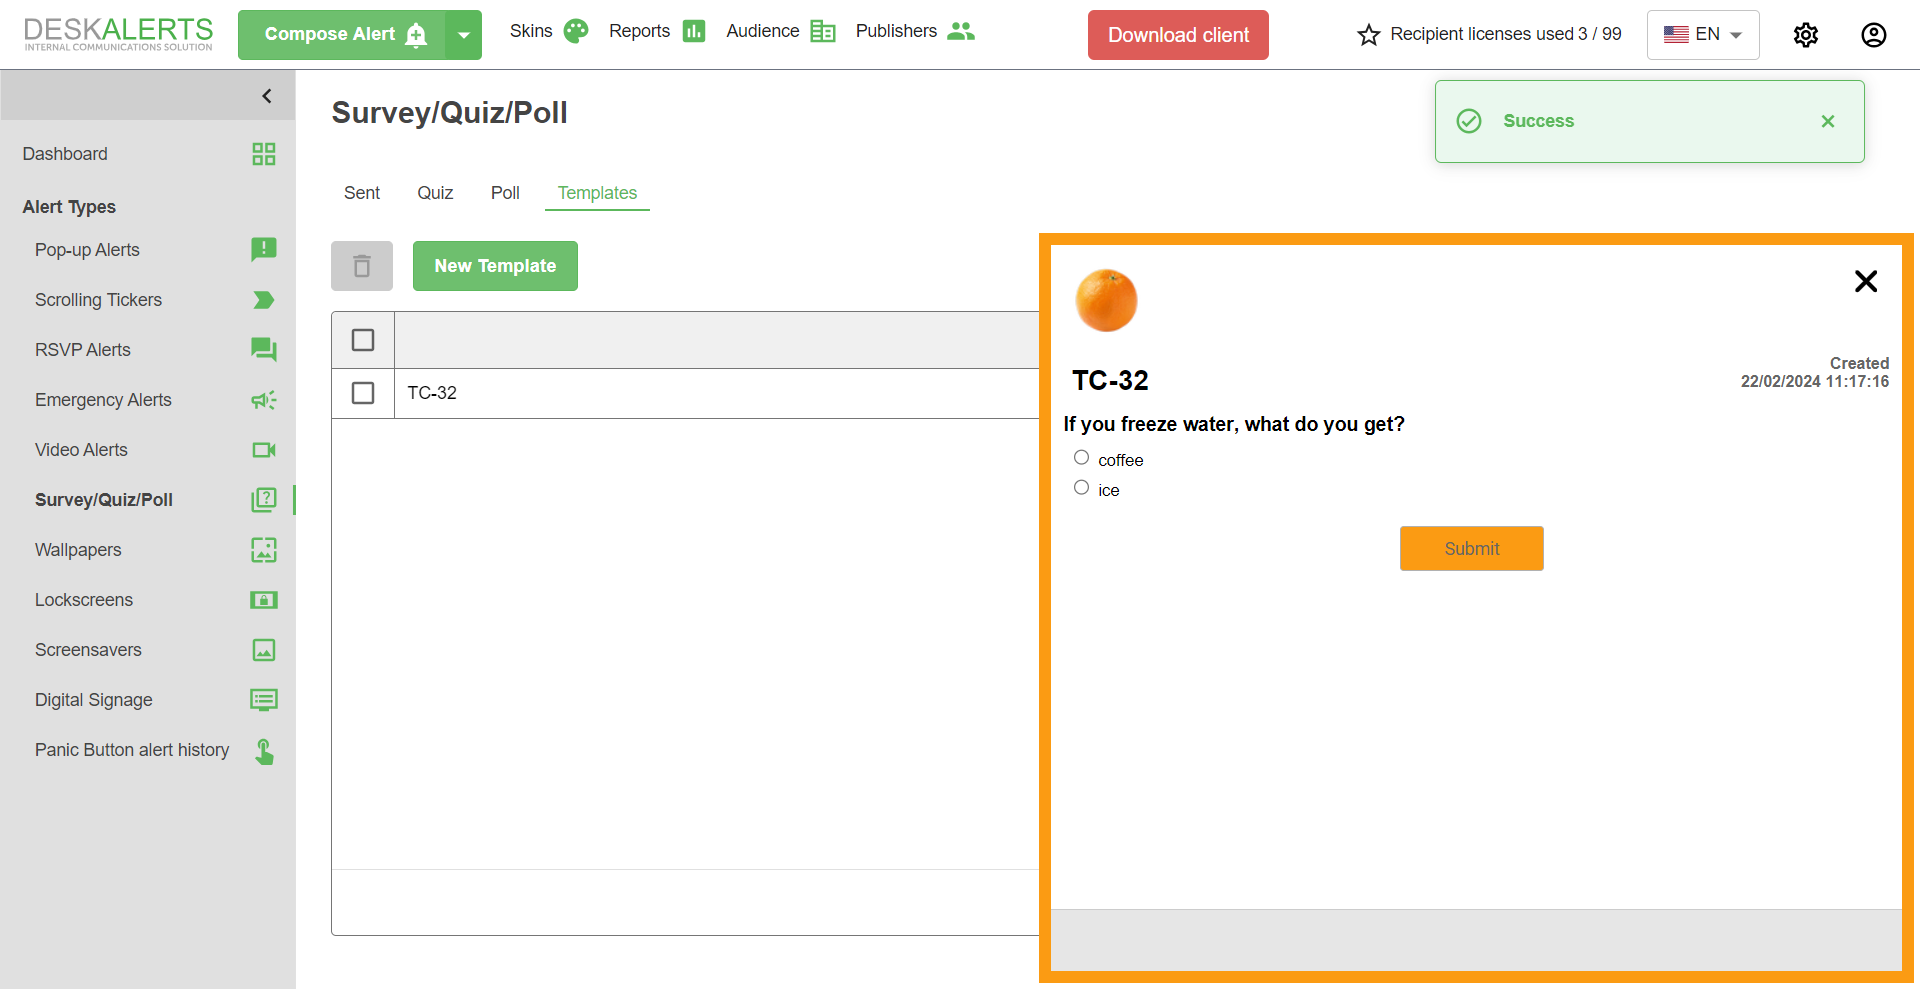 DESKALERTS
INTERNAL COMMUNICATIONS SOLUTION
Compose Alert
Skins
Reports
Audience
Publishers
Download client
Recipient licenses used 3 / 99
EN
Dashboard
Alert Types
Pop-up Alerts
Scrolling Tickers
RSVP Alerts
Emergency Alerts
Video Alerts
Survey/Quiz/Poll
Wallpapers
Lockscreens
Screensavers
Digital Signage
Panic Button alert history
Survey/Quiz/Poll
Success
Sent
Quiz
Poll
Templates
New Template
TC-32
Created
22/02/2024 11:17:16
TC-32
If you freeze water, what do you get?
coffee
ice
Submit